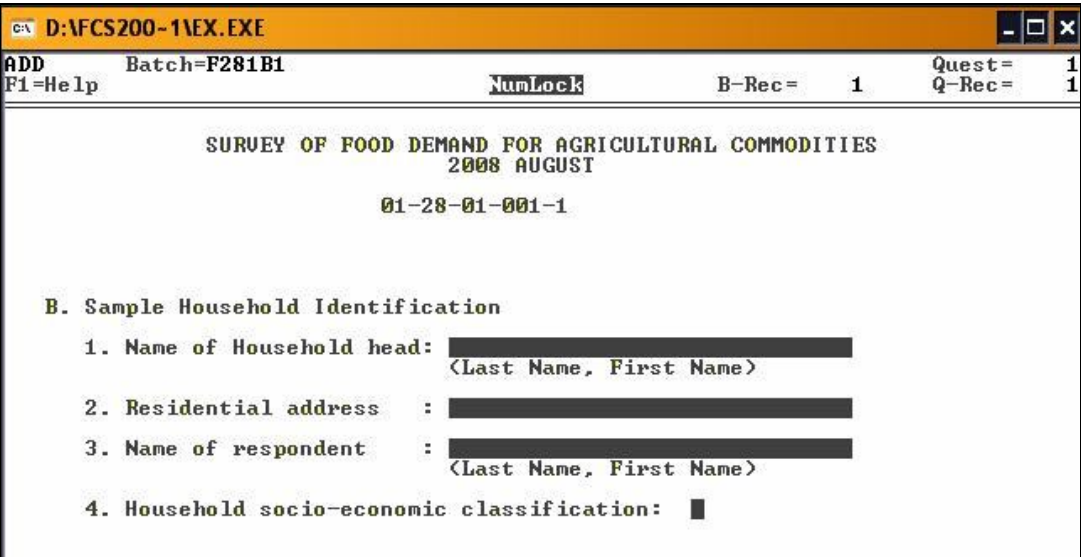 D:\FCS200~1\EX.EXE
ADD Batch=F281B1 Quest= 1
F1=Help NumLock B-Rec= 1 Q-Rec= 1
SURVEY OF FOOD DEMAND FOR AGRICULTURAL COMMODITIES
2008 AUGUST
01-28-01-001-1
B. Sample Household Identification
1. Name of Household head:
(Last Name, First Name)
2. Residential address :
3. Name of respondent :
(Last Name, First Name)
4. Household socio-economic classification: